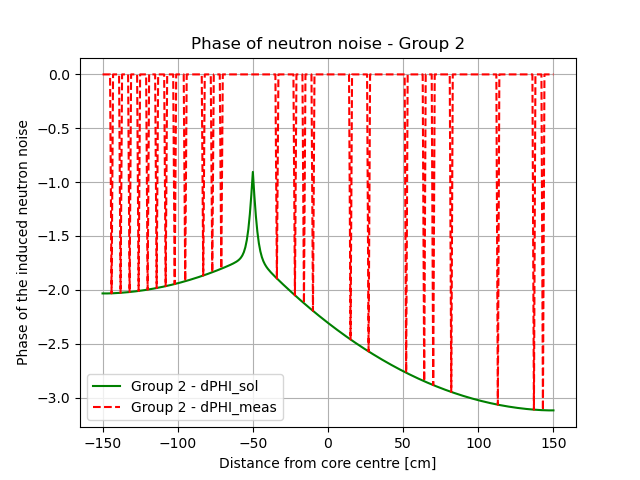 Phase of neutron noise - Group 2
Phase of the induced neutron noise
0.0
−0.5
−1.0
−1.5
−2.0
−2.5
−3.0
Group 2 - dPHI_sol
Group 2 - dPHI_meas
−150
−100
−50
0
50
100
150
Distance from core centre [cm]